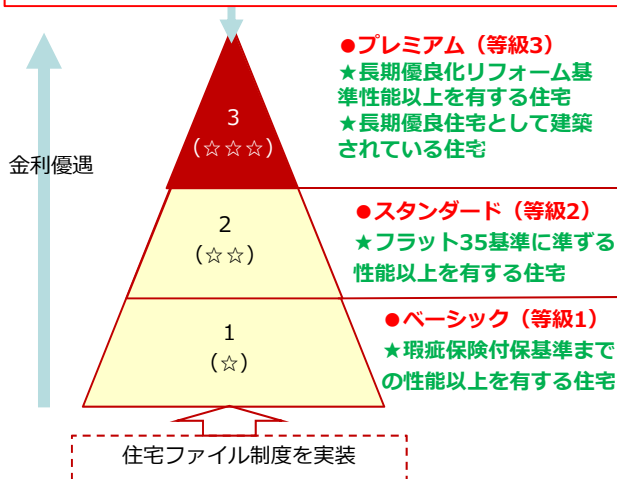 ●プレミアム（等級3）
★長期優良化リフォーム基
準性能以上を有する住宅
★長期優良住宅として建築
されている住宅
3
（☆☆☆）
金利優遇
●スタンダード（等級2）
★フラット35基準に準ずる
性能以上を有する住宅
2
（☆☆）
●ベーシック（等級1）
★瑕疵保険付保基準まで
の性能以上を有する住宅
1
（☆）
住宅ファイル制度を実装